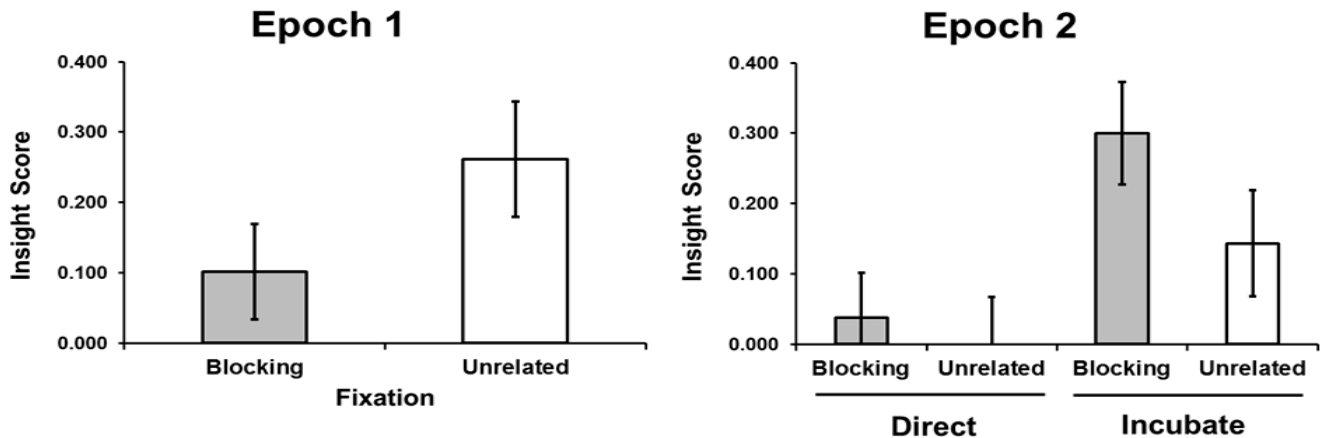 Epoch 1
0.400
0.300
0.200
0.100
0.000
Insight Score
Blocking Unrelated
Fixation
Epoch 2
0.400
0.300
0.200
0.100
0.000
Insight Score
Blocking Unrelated Blocking Unrelated
Direct Incubate